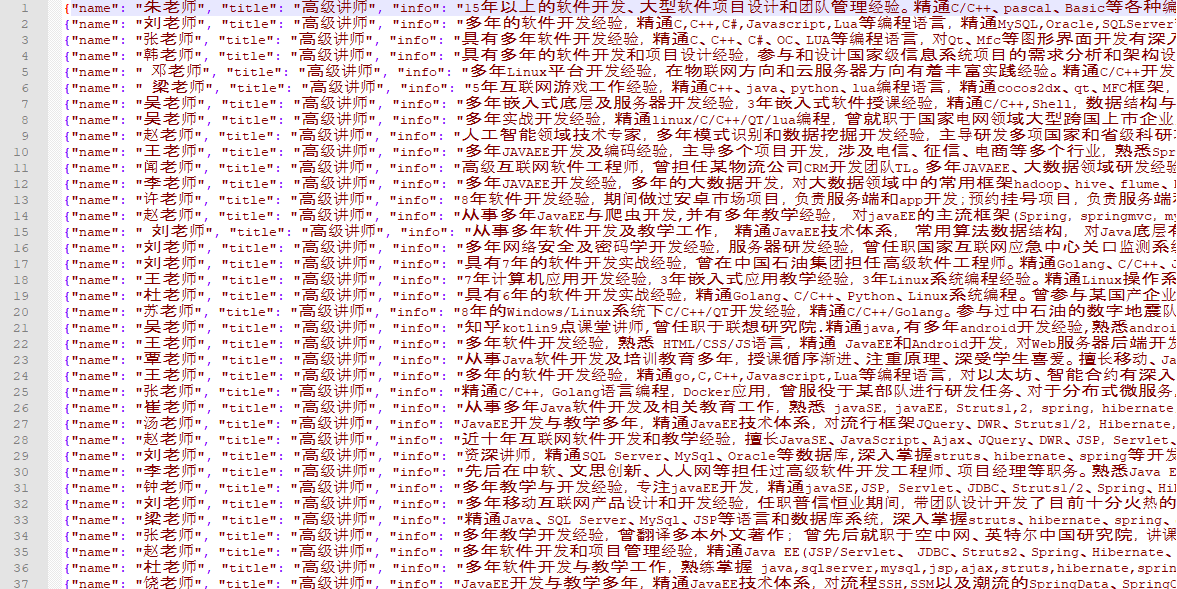 1 {"name": "朱老师", "title": "高级讲师", "info": "15年以上的软件开发、大型软件项目设计和团队管理经验。精通C/C++、pascal、Basic等各种编
2 {"name": "刘老师", "title": "高级讲师", "info": "多年的软件开发经验，精通C,C++,C#,Javascript,Lua等编程语言，精通MySQL,Oracle,SQLServer
3 {"name": "张老师", "title": "高级讲师", "info": "具有多年软件开发经验，精通C、C++、C#、OC、LUA等编程语言，对Qt、Mfc等图形界面开发有深入
4 {"name": "韩老师", "title": "高级讲师", "info": "具有多年的软件开发和项目设计经验，参与和设计国家级信息系统项目的需求分析和架构设
5 {"name": " 邓老师", "title": "高级讲师", "info": "多年Linux平台开发经验，在物联网方向和云服务器方向有着丰富实践经验。精通C/C++开发
6 {"name": " 梁老师", "title": "高级讲师", "info": "5年互联网游戏工作经验，精通C++、java、python、lua编程语言，精通cocos2dx、qt、MFC框架，
7 {"name": "吴老师", "title": "高级讲师", "info": "多年嵌入式底层及服务器开发经验，3年嵌入式软件授课经验，精通C/C++,Shell, 数据结构与
8 {"name": "吴老师", "title": "高级讲师", "info": "多年实战开发经验，精通linux/C/C++/QT/lua编程，曾就职于国家电网领域大型跨国上市企业
9 {"name": "赵老师", "title": "高级讲师", "info": "人工智能领域技术专家，多年模式识别和数据挖掘开发经验，主导研发多项国家和省级科研
10 {"name": "王老师", "title": "高级讲师", "info": "多年JAVAEE开发及编码经验，主导多个项目开发，涉及电信、征信、电商等多个行业，熟悉Spr
11 {"name": "闻老师", "title": "高级讲师", "info": "高级互联网软件工程师，曾担任某物流公司CRM开发团队TL。多年JAVAEE、大数据领域研发经验
12 {"name": "李老师", "title": "高级讲师", "info": "多年JAVAEE开发经验，多年的大数据开发，对大数据领域中的常用框架hadoop、hive、flume、
13 {"name": "许老师", "title": "高级讲师", "info": "8年软件开发经验，期间做过安卓市场项目，负责服务端和app开发;预约挂号项目，负责服务端
14 {"name": "赵老师", "title": "高级讲师", "info": "从事多年JavaEE与爬虫开发,并有多年教学经验， 对javaEE的主流框架(Spring, springmvc, my
15 {"name": " 刘老师", "title": "高级讲师", "info": "从事多年软件开发及教学工作， 精通JavaEE技术体系， 常用算法数据结构， 对Java底层有
16 {"name": "刘老师", "title": "高级讲师", "info": "多年网络安全及密码学开发经验，服务器研发经验，曾任职国家互联网应急中心关口监测系统
17 {"name": "刘老师", "title": "高级讲师", "info": "具有7年的软件开发实战经验，曾在中国石油集团担任高级软件工程师。精通Golang、C/C++、J
18 {"name": "王老师", "title": "高级讲师", "info": "7年计算机应用开发经验，3年嵌入式应用教学经验，3年Linux系统编程经验。精通Linux操作系
19 {"name": "杜老师", "title": "高级讲师", "info": "具有6年的软件开发实战经验，精通Golang、C/C++、Python、Linux系统编程。曾参与某国产企业
20 {"name": "苏老师", "title": "高级讲师", "info": "8年的Windows/Linux系统下C/C++/QT开发经验，精通C/C++/Golang。参与过中石油的数字地震队
21 {"name": "吴老师", "title": "高级讲师", "info": "知乎kotlin9点课堂讲师,曾任职于联想研究院.精通java,有多年android开发经验,熟悉androi
22 {"name": "王老师", "title": "高级讲师", "info": "多年软件开发经验，熟悉 HTML/CSS/JS语言，精通 JavaEE和Android开发，对Web服务器后端开发
23 {"name": "覃老师", "title": "高级讲师", "info": "从事Java软件开发及培训教育多年，授课循序渐进、注重原理、深受学生喜爱。擅长移动、Ja
24 {"name": "王老师", "title": "高级讲师", "info": "多年的软件开发经验，精通go,C,C++,Javascript,Lua等编程语言，对以太坊、智能合约有深入
25 {"name": "张老师", "title": "高级讲师", "info": "精通C/C++, Golang语言编程，Docker应用，曾服役于某部队进行研发任务、对于分布式微服务
26 {"name": "崔老师", "title": "高级讲师", "info": "从事多年Java软件开发及相关教育工作，熟悉 javaSE, javaEE, Struts1,2, spring, hibernate
27 {"name": "汤老师", "title": "高级讲师", "info": "JavaEE开发与教学多年，精通JavaEE技术体系，对流行框架JQuery、DWR、Struts1/2, Hibernate,
28 {"name": "赵老师", "title": "高级讲师", "info": "近十年互联网软件开发和教学经验，擅长JavaSE、JavaScript、Ajax、JQuery、DWR、JSP、Servlet、
29 {"name": "刘老师", "title": "高级讲师", "info": "资深讲师，精通SQL Server、MySql、Oracle等数据库,深入掌握struts、hibernate、spring等开发
30 {"name": "李老师", "title": "高级讲师", "info": "先后在中软、文思创新、人人网等担任过高级软件开发工程师、项目经理等职务。熟悉Java E
31 {"name": "钟老师", "title": "高级讲师", "info": "多年教学与开发经验，专注javaEE开发，精通javaSE,JSP, Servlet、JDBC、Struts1/2、Spring、Hi
32 {"name": "刘老师", "title": "高级讲师", "info": "多年移动互联网产品设计和开发经验，任职普信恒业期间，带团队设计开发了目前十分火热的
33 {"name": "梁老师", "title": "高级讲师", "info": "精通Java、SQL Server、MySql、JSP等语言和数据库系统，深入掌握struts、hibernate、spring、
34 {"name": "张老师", "title": "高级讲师", "info": "多年教学开发经验，曾翻译多本外文著作；曾先后就职于空中网、英特尔中国研究院，讲课
35 {"name": "赵老师", "title": "高级讲师", "info": "多年软件开发和项目管理经验，精通Java EE(JSP/Servlet、 JDBC、Struts2、Spring、Hibernate、
36 {"name": "杜老师", "title": "高级讲师", "info": "多年软件开发与教学工作，熟练掌握 java,sqlserver,mysql,jsp,ajax,struts,hibernate,sprin
37 {"name": "饶老师", "title": "高级讲师", "info": "JavaEE开发与教学多年，精通JavaEE技术体系，对流程SSH,SSM以及潮流的SpringData、SpringC